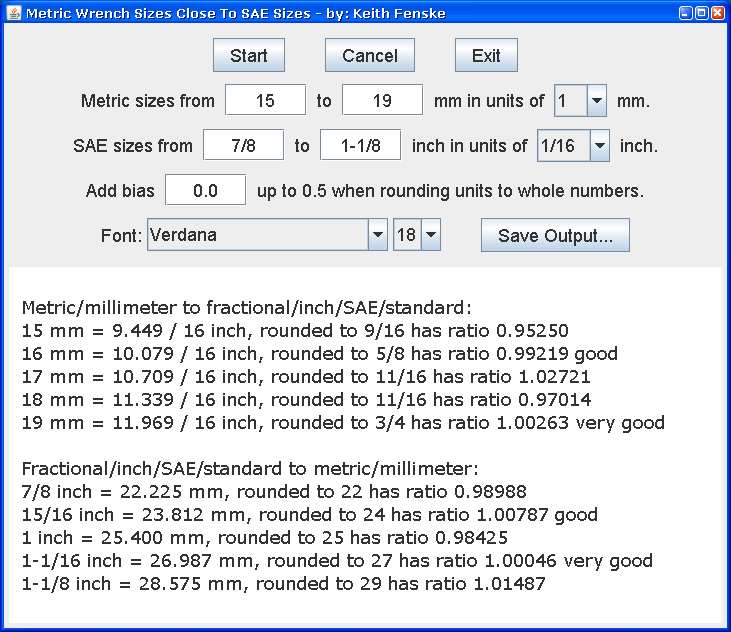 Metric Wrench Sizes Close To SAE Sizes - by: Keith Fenske
Start Cancel Exit
Metric sizes from 15 to 19 mm in units of 1 mm.
SAE sizes from 7/8 to 1-1/8 inch in units of 1/16 inch.
Add bias 0.0 up to 0.5 when rounding units to whole numbers.
Font: Verdana 18 Save Output...
Metric/millimeter to fractional/inch/SAE/standard:
15 mm = 9.449 / 16 inch, rounded to 9/16 has ratio 0.95250
16 mm = 10.079 / 16 inch, rounded to 5/8 has ratio 0.99219 good
17 mm = 10.709 / 16 inch, rounded to 11/16 has ratio 1.02721
18 mm = 11.339 / 16 inch, rounded to 11/16 has ratio 0.97014
19 mm = 11.969 / 16 inch, rounded to 3/4 has ratio 1.00263 very good
Fractional/inch/SAE/standard to metric/millimeter:
7/8 inch = 22.225 mm, rounded to 22 has ratio 0.98988
15/16 inch = 23.812 mm, rounded to 24 has ratio 1.00787 good
1 inch = 25.400 mm, rounded to 25 has ratio 0.98425
1-1/16 inch = 26.987 mm, rounded to 27 has ratio 1.00046 very good
1-1/8 inch = 28.575 mm, rounded to 29 has ratio 1.01487